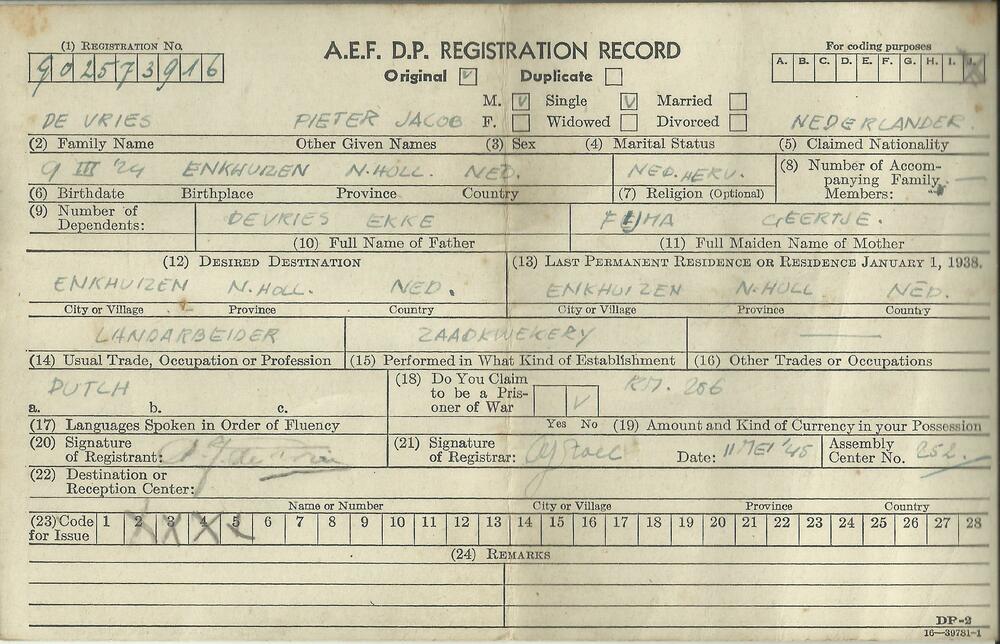 (1) REGISTRATION NO.
G02573916
A.E.F. D.P. REGISTRATION RECORD
Original V Duplicate
For coding purposes
A. B. C. D. E. F. G. H. I. J.
M. V Single V Married
F. Widowed Divorced
DE VRIES PIETER JACOB NEDERLANDER.
(2) Family Name Other Given Names (3) Sex (4) Marital Status (5) Claimed Nationality
9 III '24 ENKHUIZEN N.HOLL. NED. NED. HERV.
(8) Number of Accompanying Family Members: —
(6) Birthdate Birthplace Province Country (7) Religion (Optional)
(9) Number of Dependents:
DEVRIES EKKE GEERTJE.
(10) Full Name of Father (11) Full Maiden Name of Mother
(12) DESIRED DESTINATION (13) LAST PERMANENT RESIDENCE OR RESIDENCE JANUARY 1, 1938.
ENKHUIZEN N.HOLL. NED. ENKHUIZEN N.HOLL NED.
City or Village Province Country City or Village Province Country
LANDARBEIDER ZAADKWEKERY ———
(14) Usual Trade, Occupation or Profession (15) Performed in What Kind of Establishment (16) Other Trades or Occupations
DUTCH
a. b. c.
(18) Do You Claim to be a Prisoner of War V
RM. 206
(17) Languages Spoken in Order of Fluency Yes No (19) Amount and Kind of Currency in your Possession
(20) Signature of Registrant:
(21) Signature of Registrar: Date: 11 MEI '45 Assembly Center No. 252.
(22) Destination or Reception Center:
Name or Number City or Village Province Country
(23) Code for Issue 1 2 3 4 5 6 7 8 9 10 11 12 13 14 15 16 17 18 19 20 21 22 23 24 25 26 27 28
(24) REMARKS
DP-2
16—39781-1